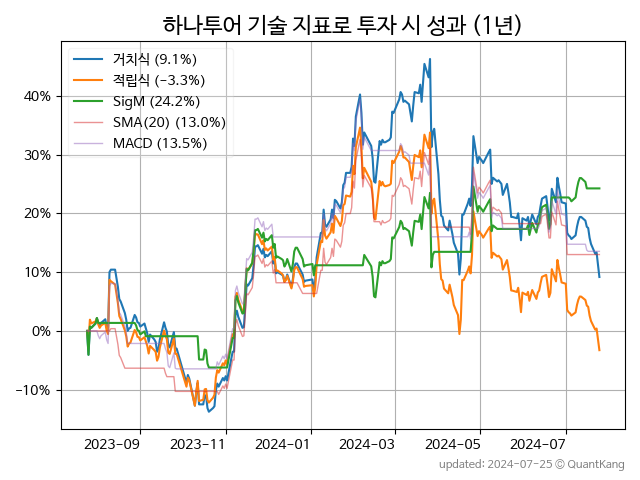 하나투어 기술 지표로 투자 시 성과 (1년)
거치식 (9.1%)
적립식 (−3.3%)
SigM (24.2%)
SMA(20) (13.0%)
MACD (13.5%)
40%
30%
20%
10%
0%
−10%
2023-09
2023-11
2024-01
2024-03
2024-05
2024-07
updated: 2024-07-25 © QuantKang